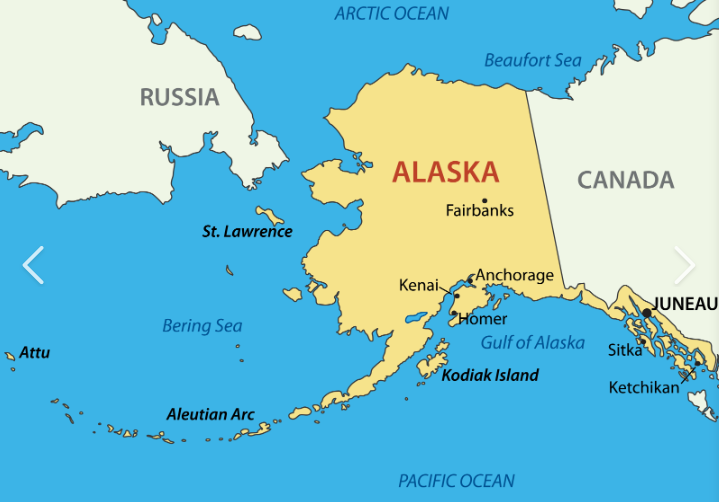 ARCTIC OCEAN
Beaufort Sea
RUSSIA
ALASKA
CANADA
Fairbanks
St. Lawrence
Anchorage
Kenai
JUNEAU
Homer
Bering Sea
Gulf of Alaska
Sitka
Attu
Kodiak Island
Ketchikan
Aleutian Arc
PACIFIC OCEAN